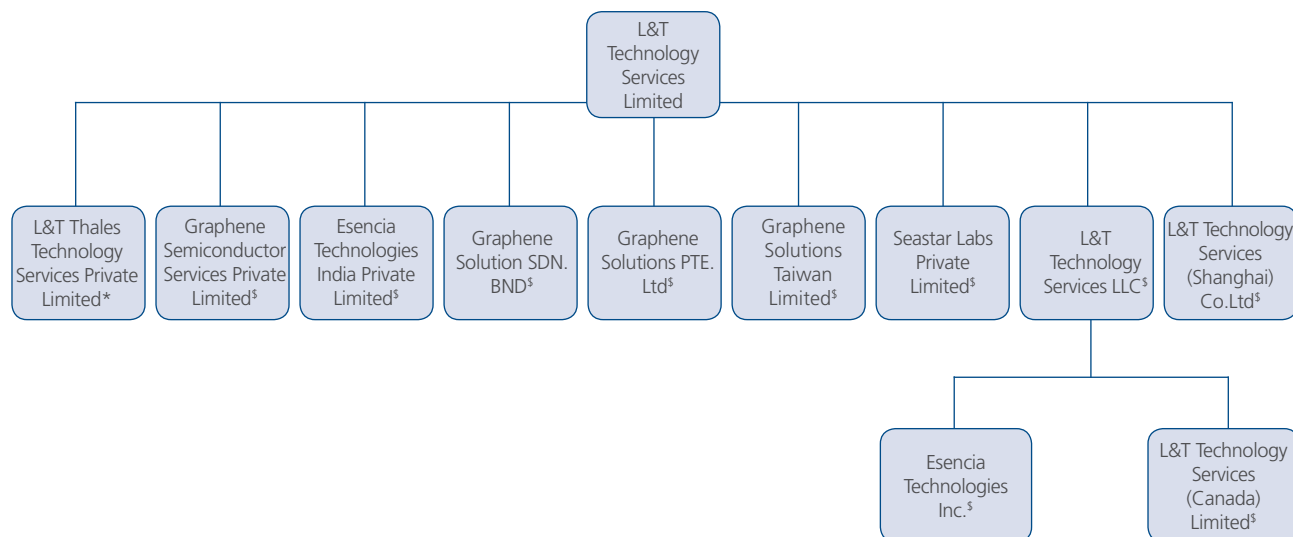 L&T
Technology
Services
Limited
L&T Thales
Technology
Services Private
Limited*
Graphene
Semiconductor
Services Private
Limited$
Esencia
Technologies
India Private
Limited$
Graphene
Solution SDN.
BND$
Graphene
Solutions PTE.
Ltd$
Graphene
Solutions
Taiwan
Limited$
Seastar Labs
Private
Limited$
L&T
Technology
Services LLC$
L&T Technology
Services
(Shanghai)
Co.Ltd$
Esencia
Technologies
Inc.$
L&T Technology
Services
(Canada)
Limited$